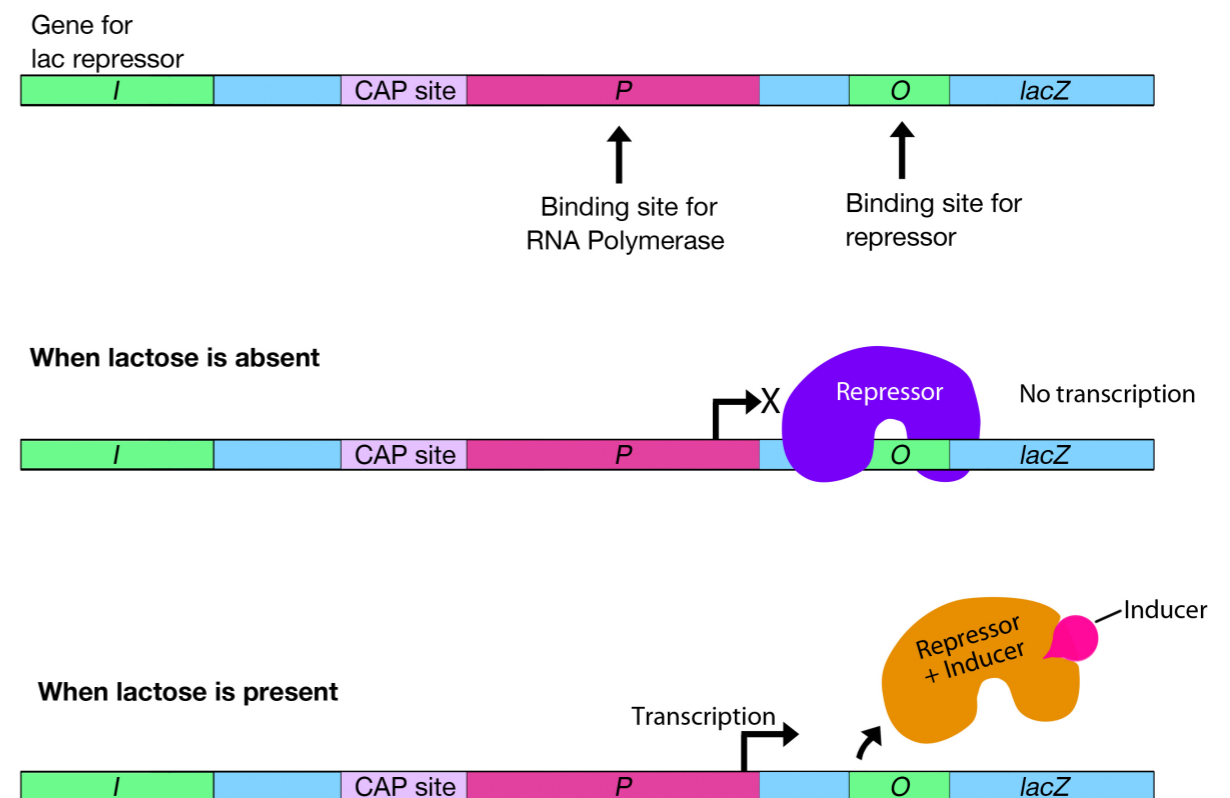 Gene for
lac repressor
I CAP site P O lacZ
Binding site for
RNA Polymerase
Binding site for
repressor
When lactose is absent
X Repressor No transcription
I CAP site P O lacZ
Inducer
Repressor
+ Inducer
When lactose is present
Transcription
I CAP site P O lacZ